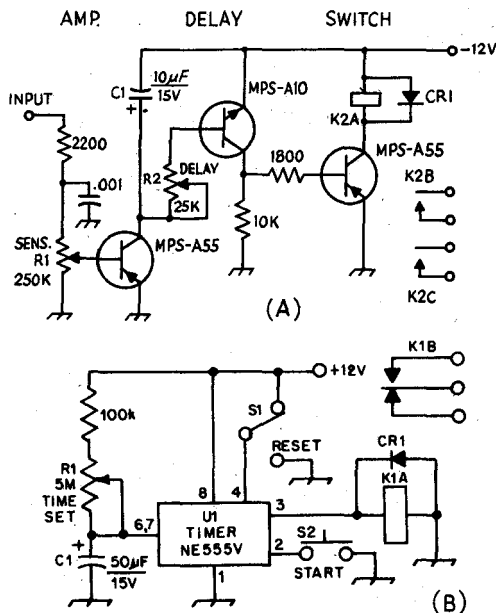 AMP. DELAY SWITCH
-12V
10µF
C1 15V
+ -
MPS-A10
INPUT
K2A
CR1
2200
MPS-A55
DELAY
R2
1800
K2B
.001
25K
10K
SENS.
R1
250K
MPS-A55
K2C
(A)
+12V
K1B
S1
100k
RESET
R1
5M
TIME
SET
CR1
K1A
8 4
6,7
U1
TIMER
NE555V
3
2
S2
START
1
+
C1 50µF
15V
(B)